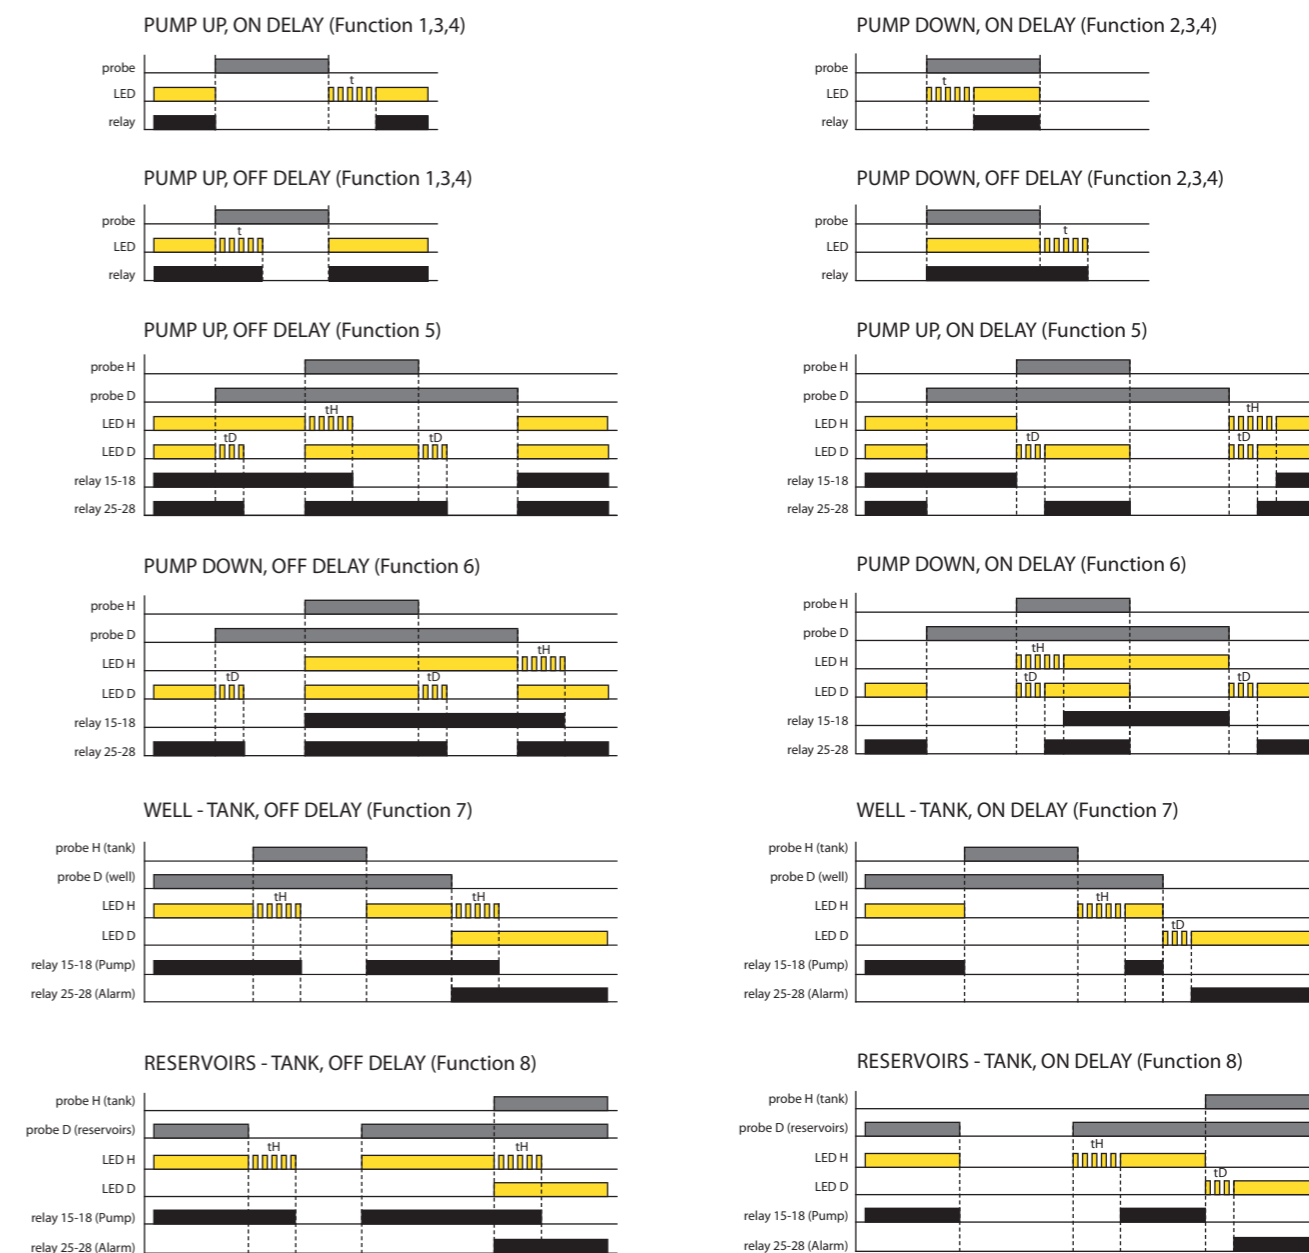 PUMP UP, ON DELAY (Function 1,3,4)
probe
t
LED
relay
PUMP DOWN, ON DELAY (Function 2,3,4)
probe
t
LED
relay
PUMP UP, OFF DELAY (Function 1,3,4)
probe
t
LED
relay
PUMP DOWN, OFF DELAY (Function 2,3,4)
probe
t
LED
relay
PUMP UP, OFF DELAY (Function 5)
probe H
probe D
tH
LED H
tD tD
LED D
relay 15-18
relay 25-28
PUMP UP, ON DELAY (Function 5)
probe H
probe D
tH
LED H
tD tD
LED D
relay 15-18
relay 25-28
PUMP DOWN, OFF DELAY (Function 6)
probe H
probe D
tH
LED H
tD tD
LED D
relay 15-18
relay 25-28
PUMP DOWN, ON DELAY (Function 6)
probe H
probe D
tH
LED H
tD tD
LED D
relay 15-18
relay 25-28
WELL - TANK, OFF DELAY (Function 7)
probe H (tank)
probe D (well)
tH tH
LED H
LED D
relay 15-18 (Pump)
relay 25-28 (Alarm)
WELL - TANK, ON DELAY (Function 7)
probe H (tank)
probe D (well)
tH
LED H
tD
LED D
relay 15-18 (Pump)
relay 25-28 (Alarm)
RESERVOIRS - TANK, OFF DELAY (Function 8)
probe H (tank)
probe D (reservoirs)
tH tH
LED H
LED D
relay 15-18 (Pump)
relay 25-28 (Alarm)
RESERVOIRS - TANK, ON DELAY (Function 8)
probe H (tank)
probe D (reservoirs)
tH
LED H
tD
LED D
relay 15-18 (Pump)
relay 25-28 (Alarm)